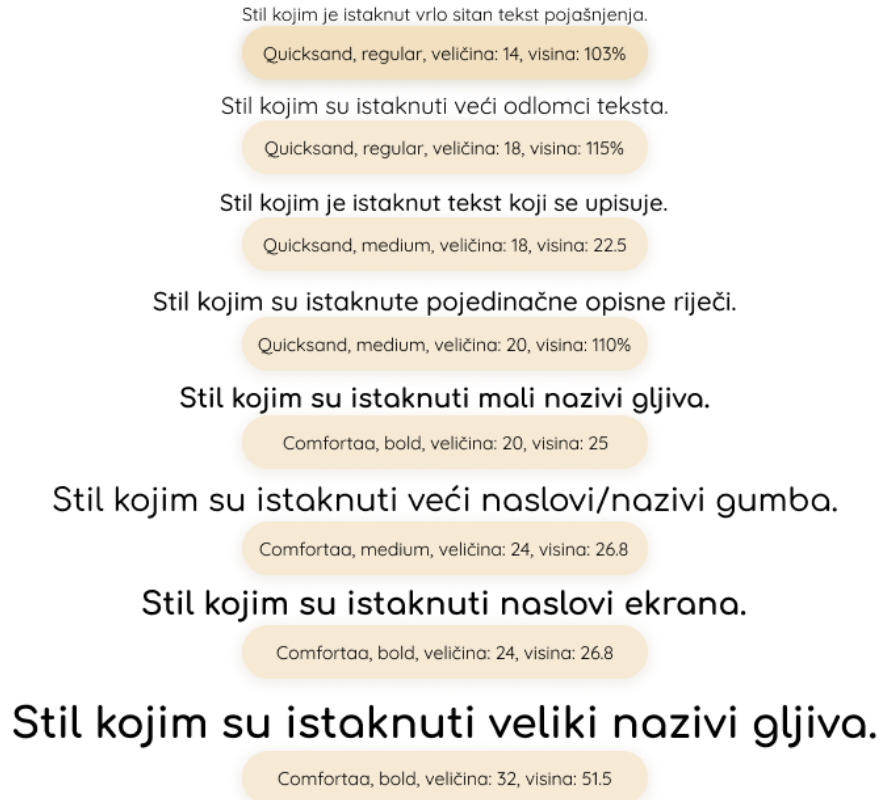 Stil kojim je istaknut vrlo sitan tekst pojašnjenja.
Quicksand, regular, veličina: 14, visina: 103%
Stil kojim su istaknuti veći odlomci teksta.
Quicksand, regular, veličina: 18, visina: 115%
Stil kojim je istaknut tekst koji se upisuje.
Quicksand, medium, veličina: 18, visina: 22.5
Stil kojim su istaknute pojedinačne opisne riječi.
Quicksand, medium, veličina: 20, visina: 110%
Stil kojim su istaknuti mali nazivi gljiva.
Comfortaa, bold, veličina: 20, visina: 25
Stil kojim su istaknuti veći naslovi/nazivi gumba.
Comfortaa, medium, veličina: 24, visina: 26.8
Stil kojim su istaknuti naslovi ekrana.
Comfortaa, bold, veličina: 24, visina: 26.8
Stil kojim su istaknuti veliki nazivi gljiva.
Comfortaa, bold, veličina: 32, visina: 51.5